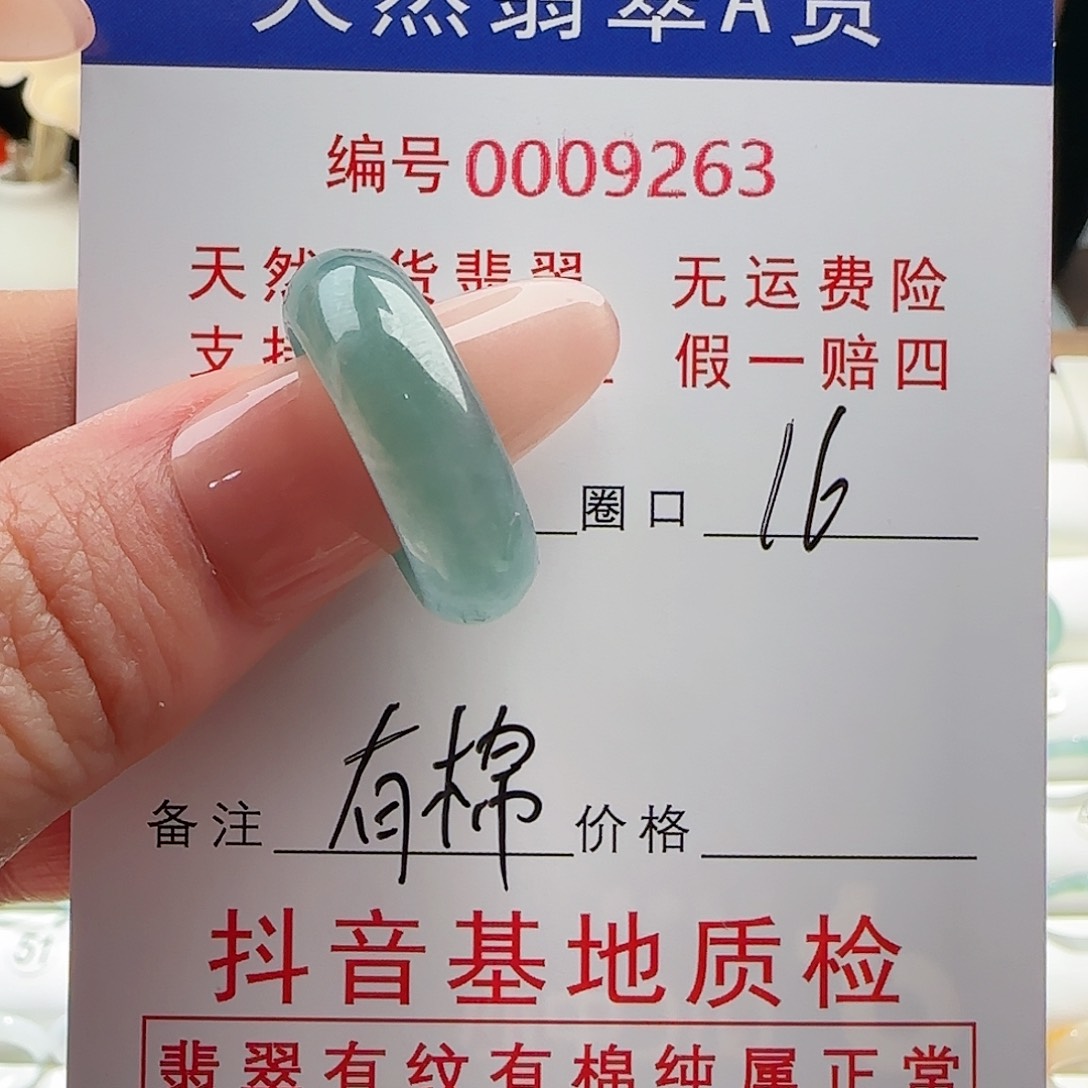 天然翡翠A货
编号0009263
天然 货翡翠 无运费险
支持 假一赔四
圈口 16
备注 有棉 价格
抖音基地质检
翡翠有纹有棉纯属正常
51